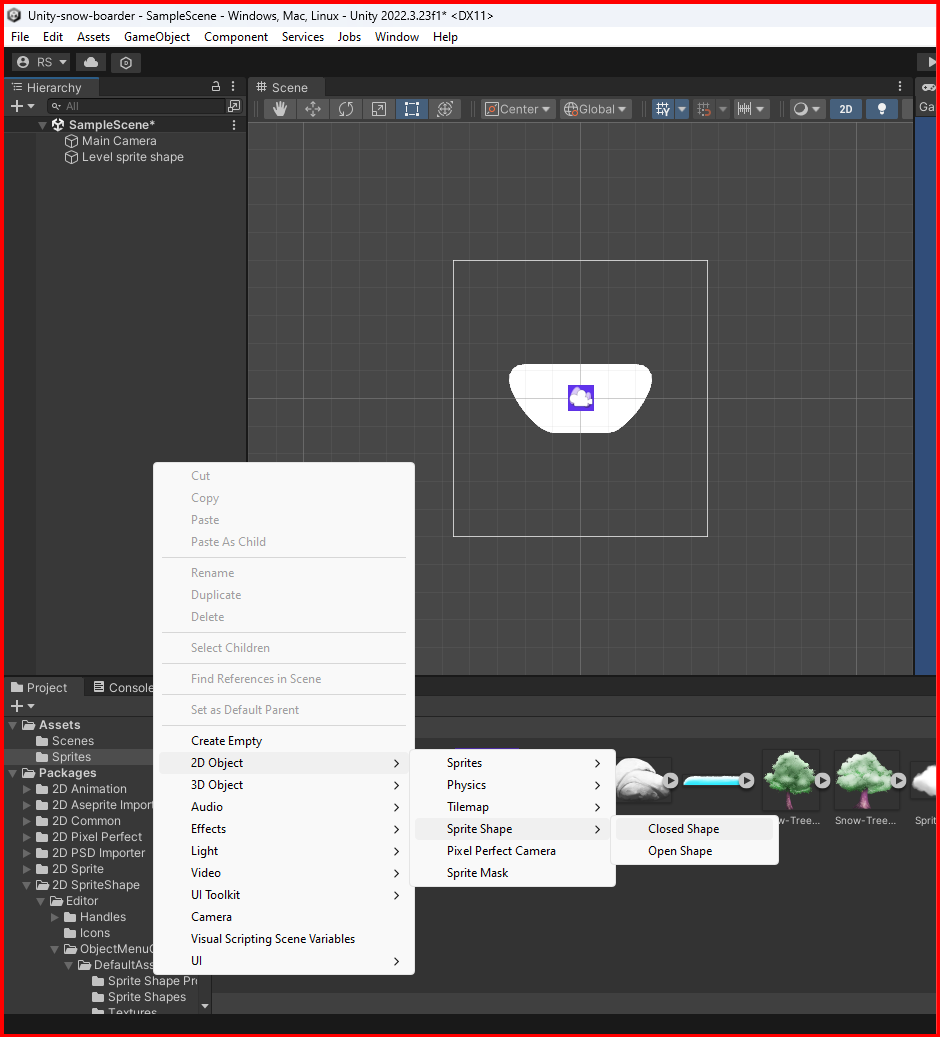 Unity-snow-boarder - SampleScene - Windows, Mac, Linux - Unity 2022.3.23f1* <DX11>
File Edit Assets GameObject Component Services Jobs Window Help
RS
Hierarchy
All
SampleScene*
Main Camera
Level sprite shape
Scene
Center
Global
2D
Ga
Cut
Copy
Paste
Paste As Child
Rename
Duplicate
Delete
Select Children
Find References in Scene
Set as Default Parent
Create Empty
2D Object
3D Object
Audio
Effects
Light
Video
UI Toolkit
Camera
Visual Scripting Scene Variables
UI
Sprites
Physics
Tilemap
Sprite Shape
Pixel Perfect Camera
Sprite Mask
Closed Shape
Open Shape
Project
Console
Assets
Scenes
Sprites
Packages
2D Animation
2D Aseprite Import
2D Common
2D Pixel Perfect
2D PSD Importer
2D Sprite
2D SpriteShape
Editor
Handles
Icons
ObjectMenuC
DefaultAss
Sprite Shape Pr
Sprite Shapes
Textures
w-Tree...
Snow-Tree...
Sprit